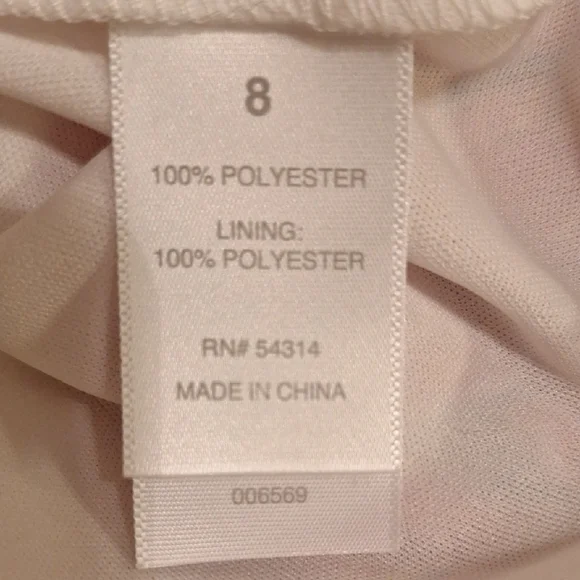 8
100% POLYESTER
LINING:
100% POLYESTER
RN# 54314
MADE IN CHINA
006569